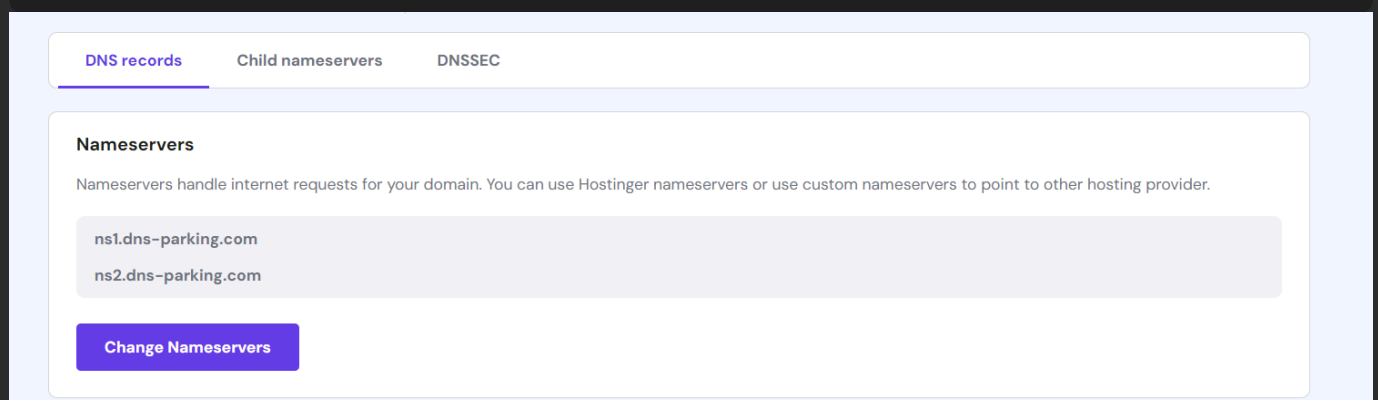 DNS records Child nameservers DNSSEC
Nameservers
Nameservers handle internet requests for your domain. You can use Hostinger nameservers or use custom nameservers to point to other hosting provider.
ns1.dns-parking.com
ns2.dns-parking.com
Change Nameservers